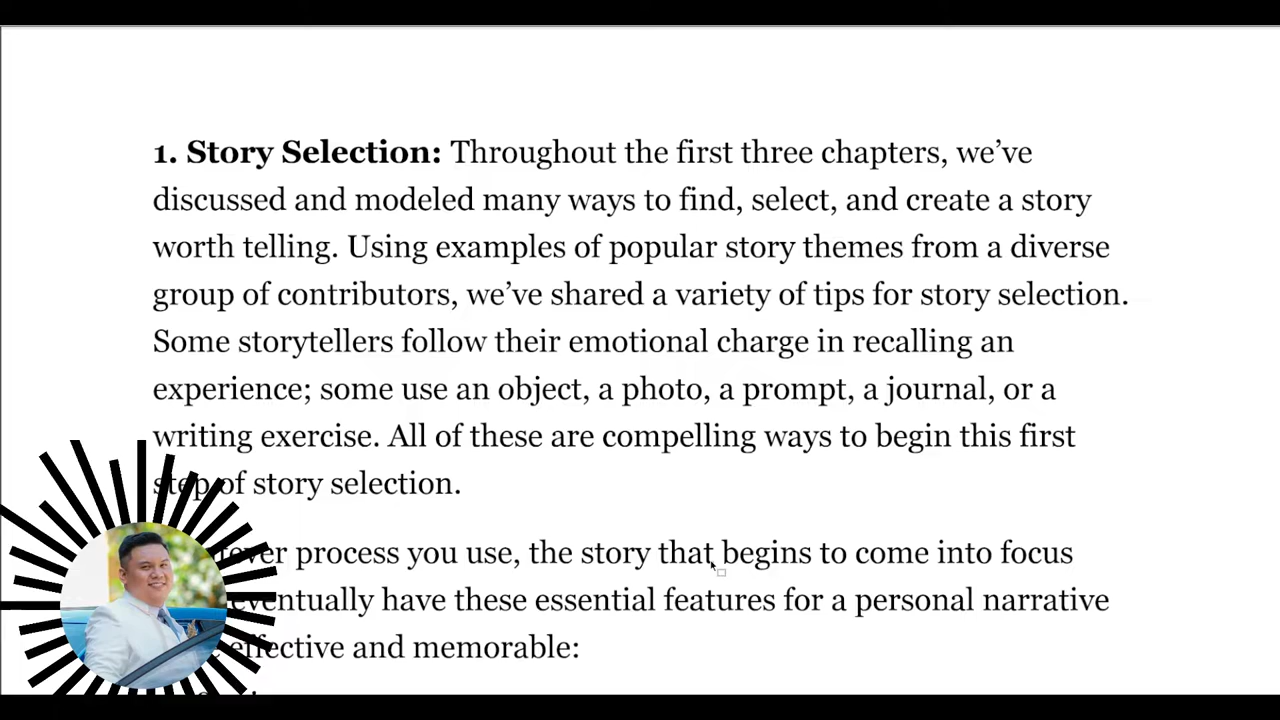 1. Story Selection: Throughout the first three chapters, we’ve
discussed and modeled many ways to find, select, and create a story
worth telling. Using examples of popular story themes from a diverse
group of contributors, we’ve shared a variety of tips for story selection.
Some storytellers follow their emotional charge in recalling an
experience; some use an object, a photo, a prompt, a journal, or a
writing exercise. All of these are compelling ways to begin this first
step of story selection.
process you use, the story that begins to come into focus
eventually have these essential features for a personal narrative
effective and memorable: